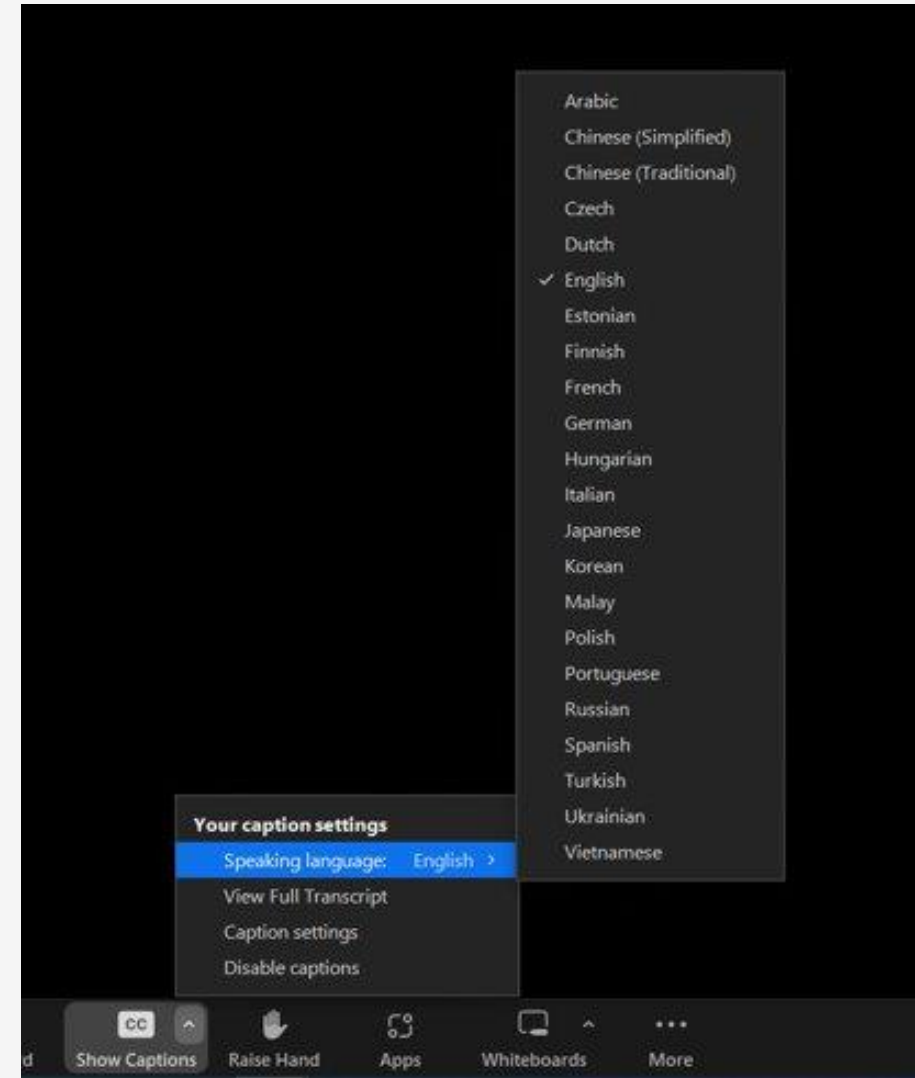 Arabic
Chinese (Simplified)
Chinese (Traditional)
Czech
Dutch
English
Estonian
Finnish
French
German
Hungarian
Italian
Japanese
Korean
Malay
Polish
Portuguese
Russian
Spanish
Turkish
Ukrainian
Vietnamese
Your caption settings
Speaking language: English
View Full Transcript
Caption settings
Disable captions
CC
Show Captions Raise Hand Apps Whiteboards More